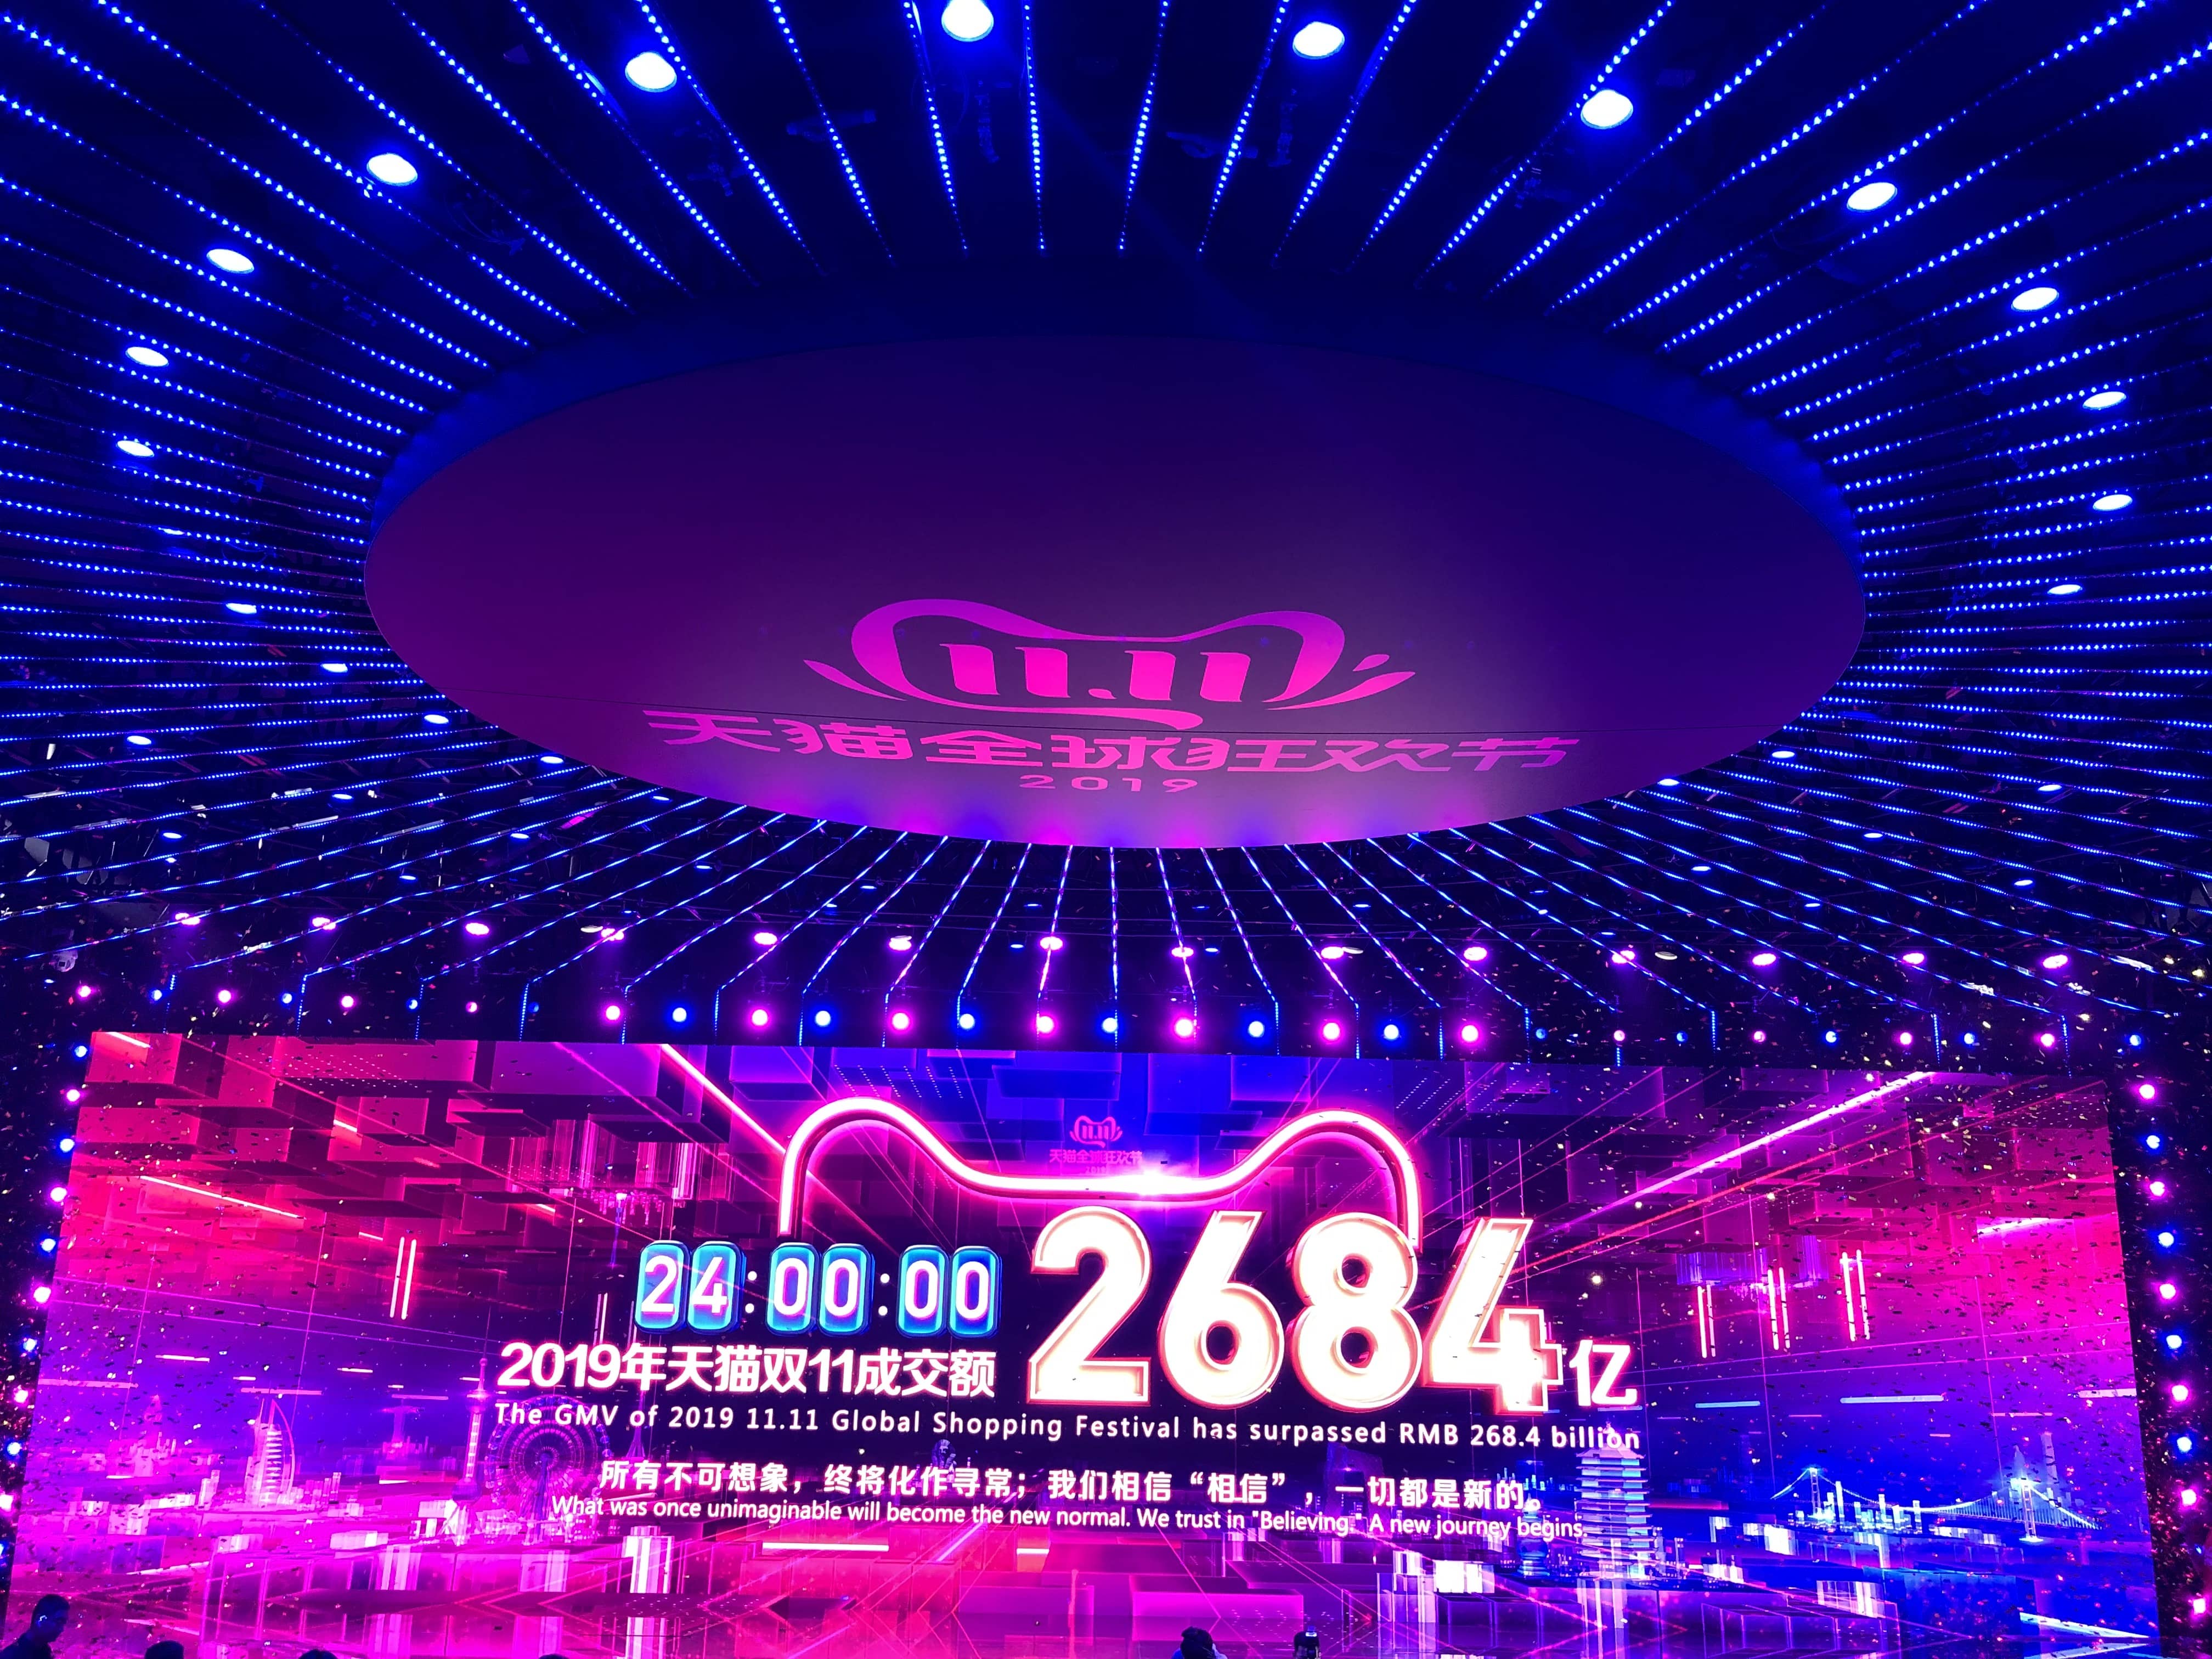 11.11
天猫全球狂欢节
2019
11.11
天猫全球狂欢节
2019
24:00:00
2684亿
2019年天猫双11成交额
The GMV of 2019 11.11 Global Shopping Festival has surpassed RMB 268.4 billion
所有不可想象，终将化作寻常；我们相信“相信”，一切都是新的。
What was once unimaginable will become the new normal. We trust in "Believing." A new journey begins.